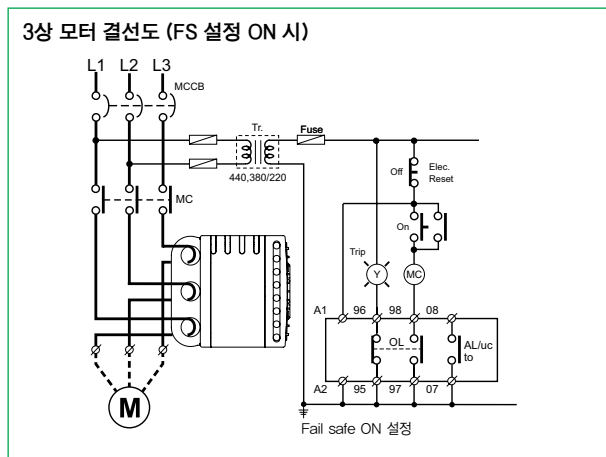 3상 모터 결선도 (FS 설정 ON 시)
L1 L2 L3
MCCB
Tr.
Fuse
440,380/220
Off
Elec.
Reset
MC
On
Trip
Y
MC
A1 96 98 08
OL
AL/uc
to
A2 95 97 07
M
Fail safe ON 설정